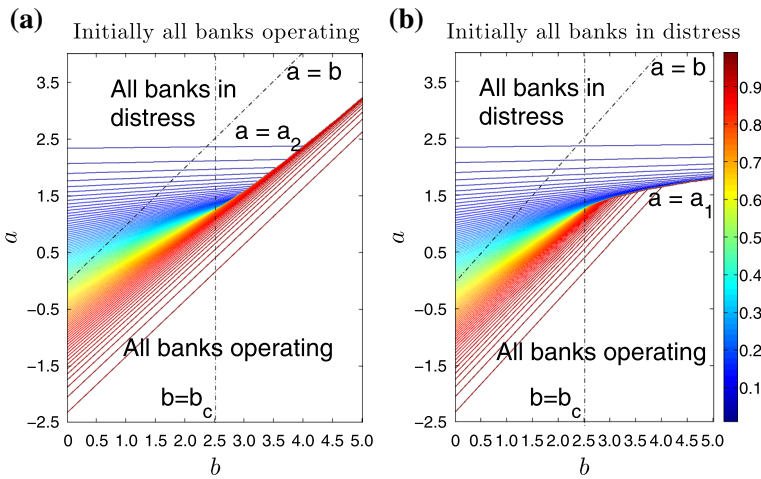 (a) Initially all banks operating
3.5
2.5
1.5
0.5
−0.5
−1.5
−2.5
a
0 0.5 1.0 1.5 2.0 2.5 3.0 3.5 4.0 4.5 5.0
b
All banks in
distress
a = b
a = a2
All banks operating
b=bc
(b) Initially all banks in distress
3.5
2.5
1.5
0.5
−0.5
−1.5
−2.5
a
0 0.5 1.0 1.5 2.0 2.5 3.0 3.5 4.0 4.5 5.0
b
All banks in
distress
a = b
a = a1
All banks operating
b=bc
0.9
0.8
0.7
0.6
0.5
0.4
0.3
0.2
0.1